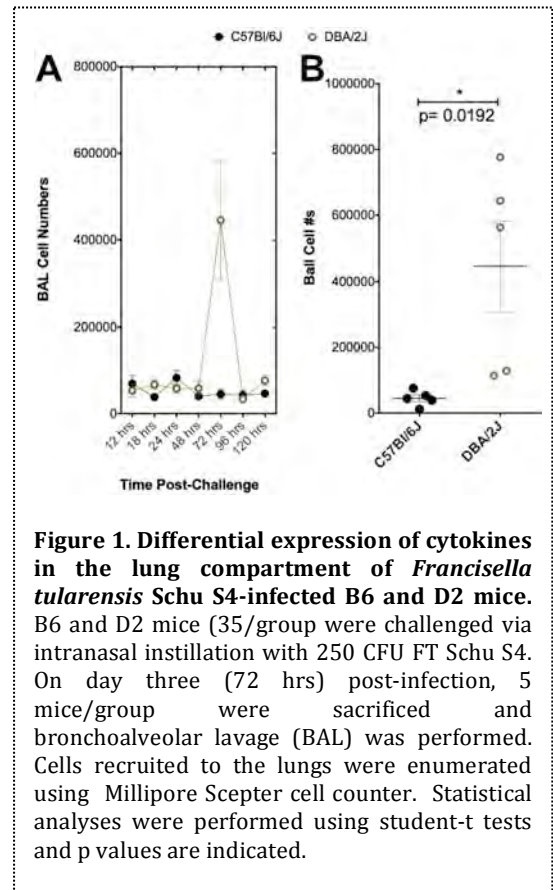 C57Bl/6J DBA/2J
A
B
800000
600000
400000
200000
0
BAL Cell Numbers
12 hrs
18 hrs
24 hrs
48 hrs
72 hrs
96 hrs
120 hrs
Time Post-Challenge
1000000
800000
600000
400000
200000
0
Ball Cell #s
*
p= 0.0192
C57Bl/6J
DBA/2J
Figure 1. Differential expression of cytokines
in the lung compartment of Francisella
tularensis Schu S4-infected B6 and D2 mice.
B6 and D2 mice (35/group were challenged via
intranasal instillation with 250 CFU FT Schu S4.
On day three (72 hrs) post-infection, 5
mice/group were sacrificed and
bronchoalveolar lavage (BAL) was performed.
Cells recruited to the lungs were enumerated
using Millipore Scepter cell counter. Statistical
analyses were performed using student-t tests
and p values are indicated.